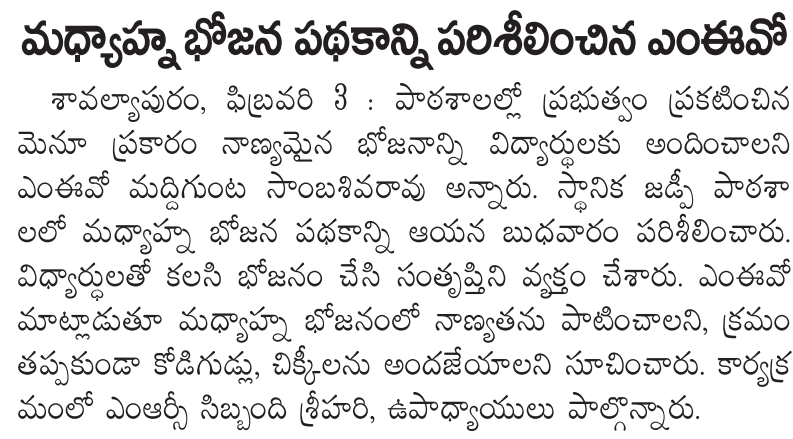 మధ్యాహ్న భోజన పథకాన్ని పరిశీలించిన ఎంఈవో
శావల్యాపురం, ఫిబ్రవరి 3 : పాఠశాలల్లో ప్రభుత్వం ప్రకటించిన
మెనూ ప్రకారం నాణ్యమైన భోజనాన్ని విద్యార్థులకు అందించాలని
ఎంఈవో మద్దిగుంట సాంబశివరావు అన్నారు. స్థానిక జడ్పీ పాఠశా
లలో మధ్యాహ్న భోజన పథకాన్ని ఆయన బుధవారం పరిశీలించారు.
విధ్యార్ధులతో కలసి భోజనం చేసి సంతృప్తిని వ్యక్తం చేశారు. ఎంఈవో
మాట్లాడుతూ మధ్యాహ్న భోజనంలో నాణ్యతను పాటించాలని, క్రమం
తప్పకుండా కోడిగుడ్లు, చిక్కీలను అందజేయాలని సూచించారు. కార్యక్ర
మంలో ఎంఆర్సీ సిబ్బంది శ్రీహరి, ఉపాధ్యాయులు పాల్గొన్నారు.